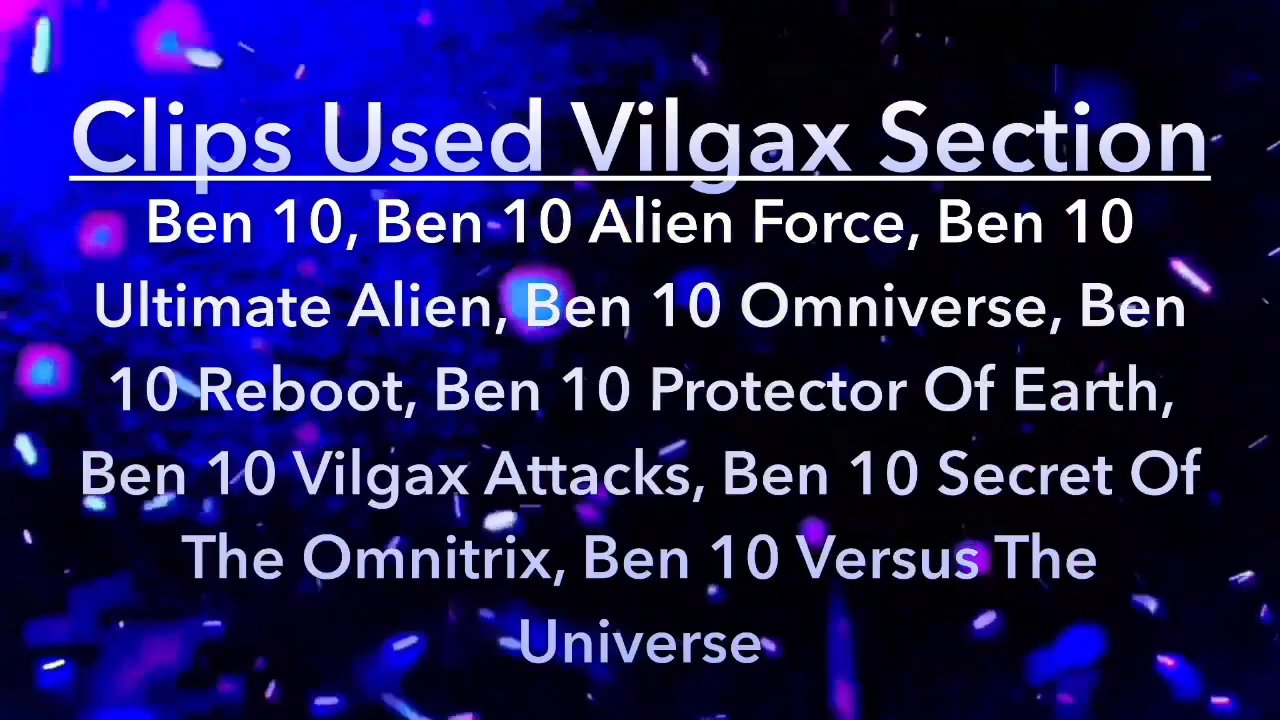 Clips Used Vilgax Section
Ben 10, Ben 10 Alien Force, Ben 10
Ultimate Alien, Ben 10 Omniverse, Ben
10 Reboot, Ben 10 Protector Of Earth,
Ben 10 Vilgax Attacks, Ben 10 Secret Of
The Omnitrix, Ben 10 Versus The
Universe